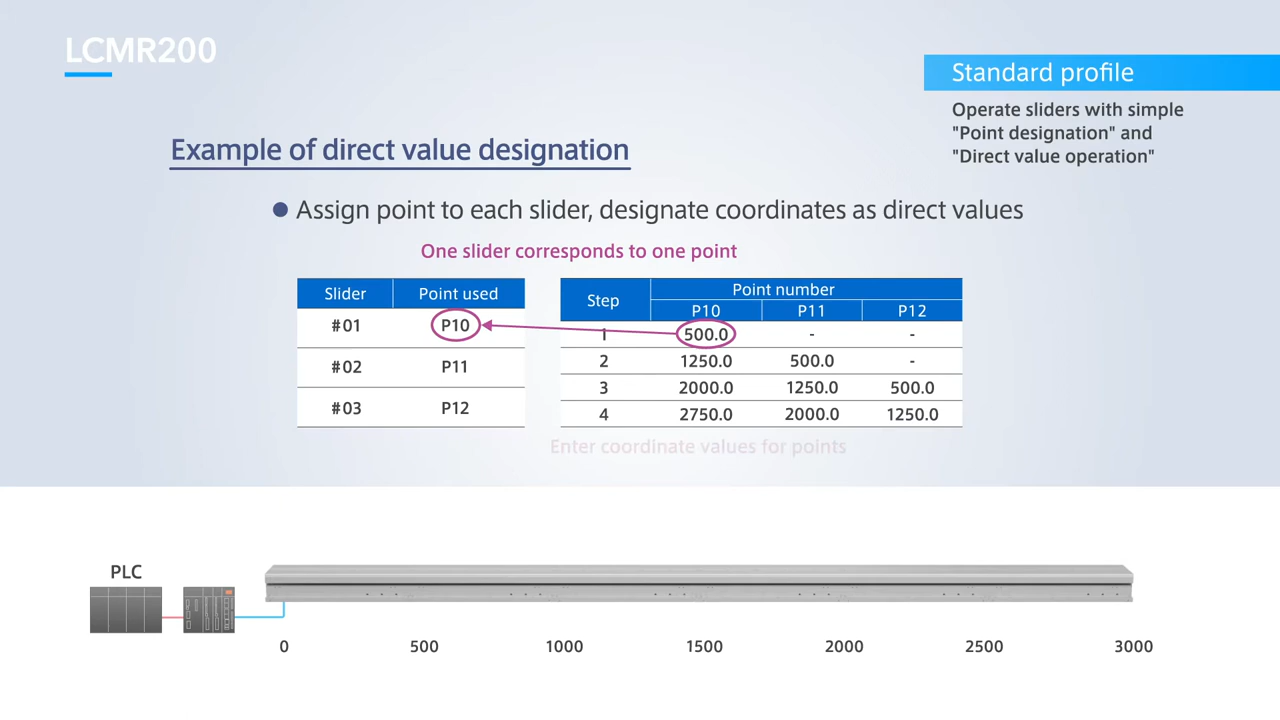 LCMR200
Standard profile
Operate sliders with simple
"Point designation" and
"Direct value operation"
Example of direct value designation
● Assign point to each slider, designate coordinates as direct values
One slider corresponds to one point
Slider Point used
#01 P10
#02 P11
#03 P12
Step Point number
P10 P11 P12
1 500.0 - -
2 1250.0 500.0 -
3 2000.0 1250.0 500.0
4 2750.0 2000.0 1250.0
Enter coordinate values for points
PLC
0 500 1000 1500 2000 2500 3000